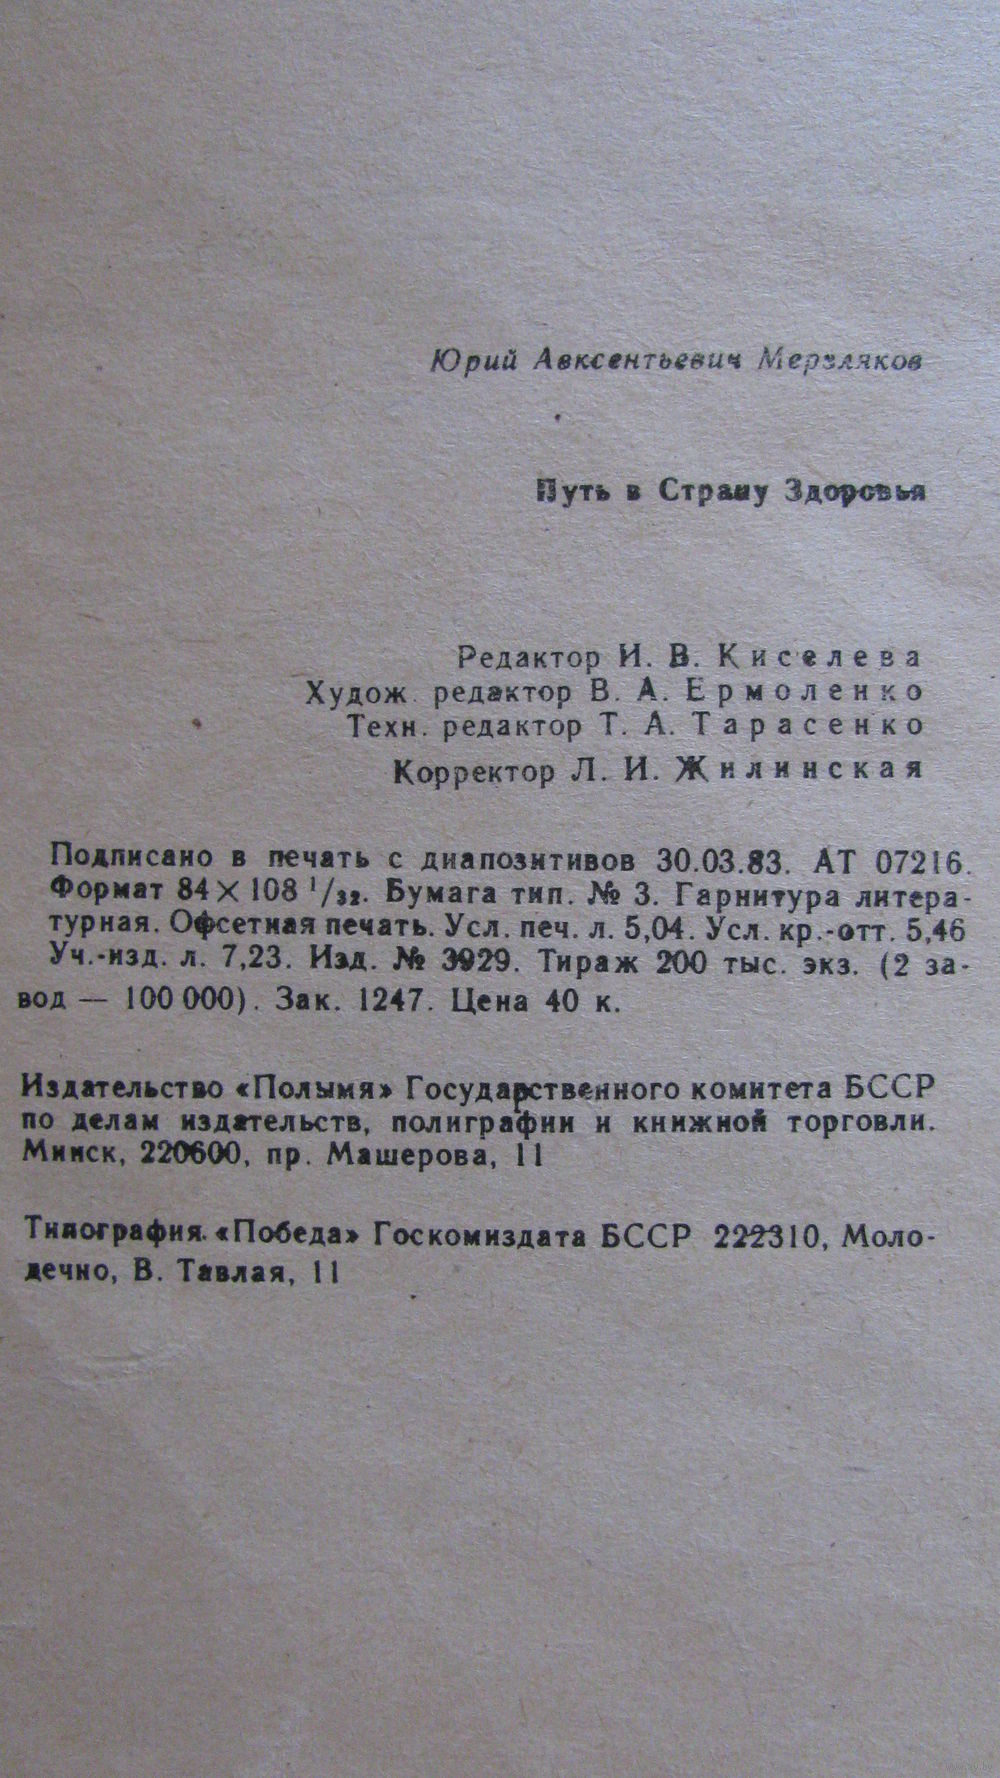 Юрий Авксентьевич Мерзляков
Путь в Страну Здоровья
Редактор И. В. Киселева
Худож. редактор В. А. Ермоленко
Техн. редактор Т. А. Тарасенко
Корректор Л. И. Жилинская
Подписано в печать с диапозитивов 30.03.83. АТ 07216.
Формат 84×108 1/32. Бумага тип. № 3. Гарнитура литера-
турная. Офсетная печать. Усл. печ. л. 5,04. Усл. кр.-отт. 5,46
Уч.-изд. л. 7,23. Изд. № 3929. Тираж 200 тыс. экз. (2 за-
вод — 100 000). Зак. 1247. Цена 40 к.
Издательство «Полымя» Государственного комитета БССР
по делам издательств, полиграфии и книжной торговли.
Минск, 220600, пр. Машерова, 11
Типография «Победа» Госкомиздата БССР 222310, Моло-
дечно, В. Тавлая, 11
www.ay.by